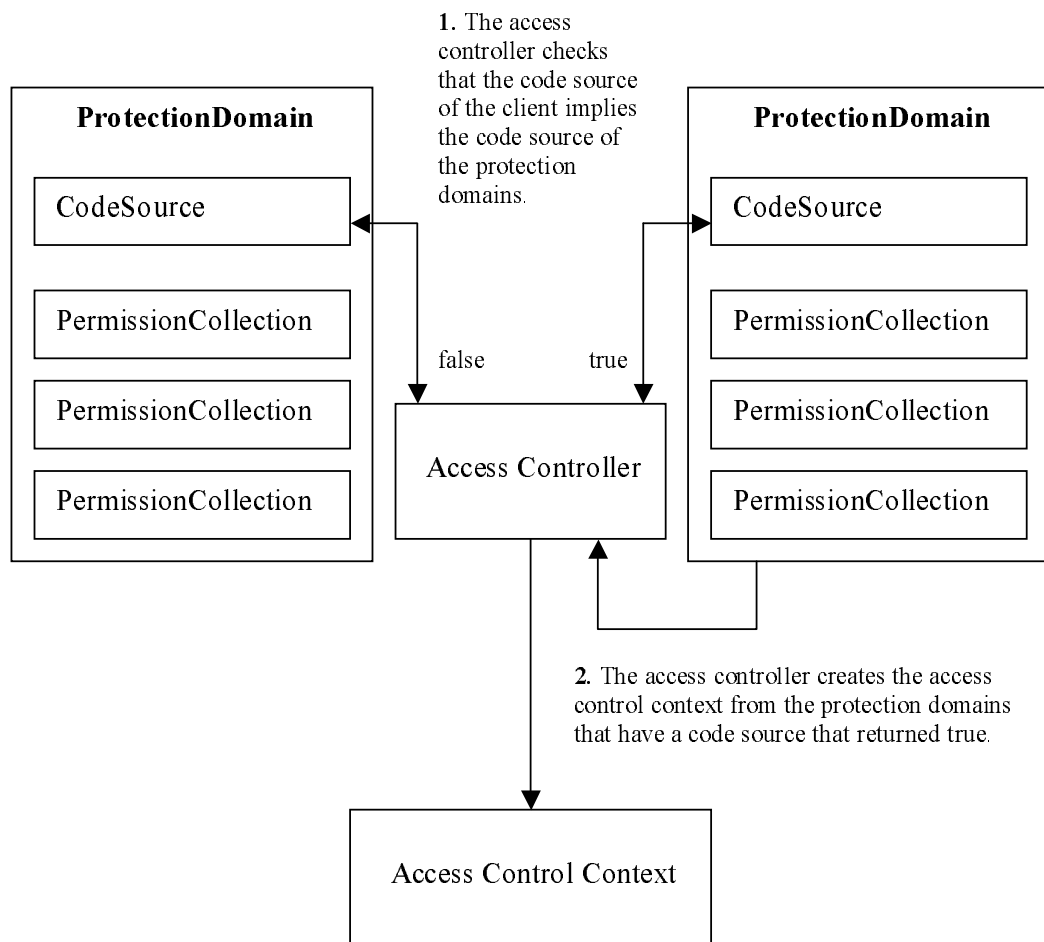 1. The access
controller checks
that the code source
of the client implies
the code source of
the protection
domains.
ProtectionDomain
CodeSource
PermissionCollection
PermissionCollection
PermissionCollection
ProtectionDomain
CodeSource
PermissionCollection
PermissionCollection
PermissionCollection
false
true
Access Controller
2. The access controller creates the access
control context from the protection domains
that have a code source that returned true.
Access Control Context